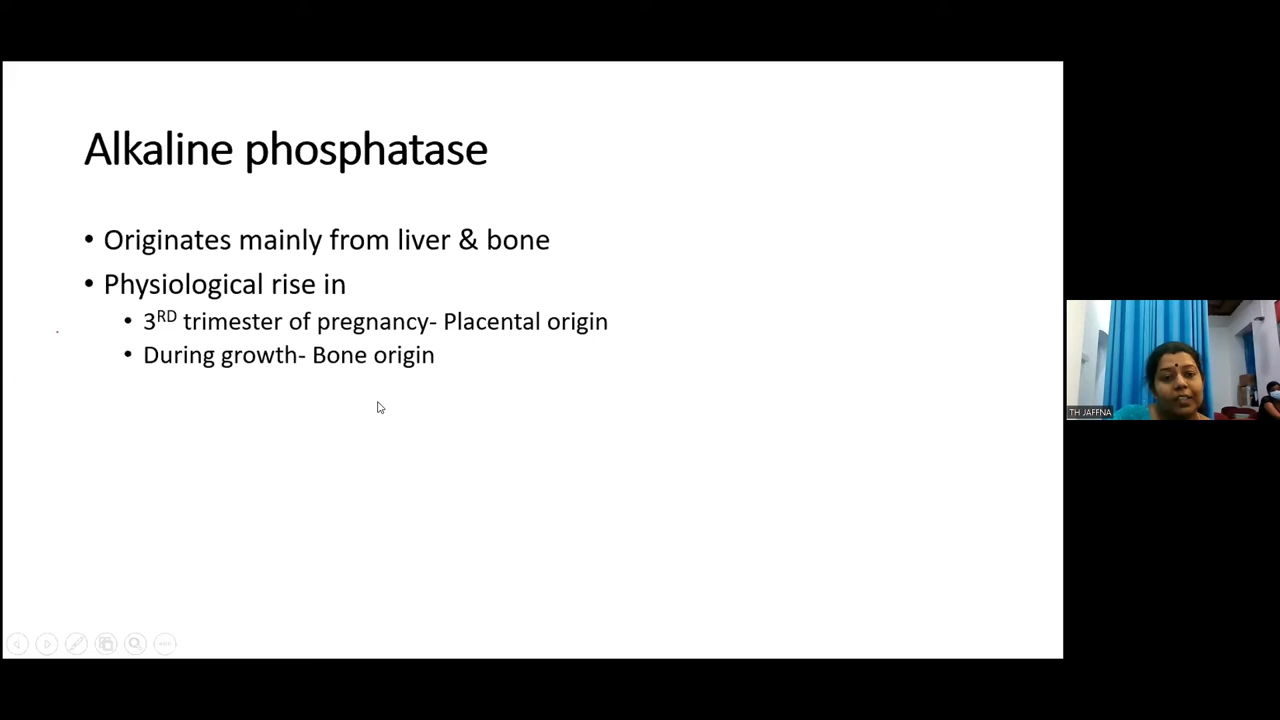 Alkaline phosphatase
• Originates mainly from liver & bone
• Physiological rise in
• 3RD trimester of pregnancy- Placental origin
• During growth- Bone origin
TH JAFFNA